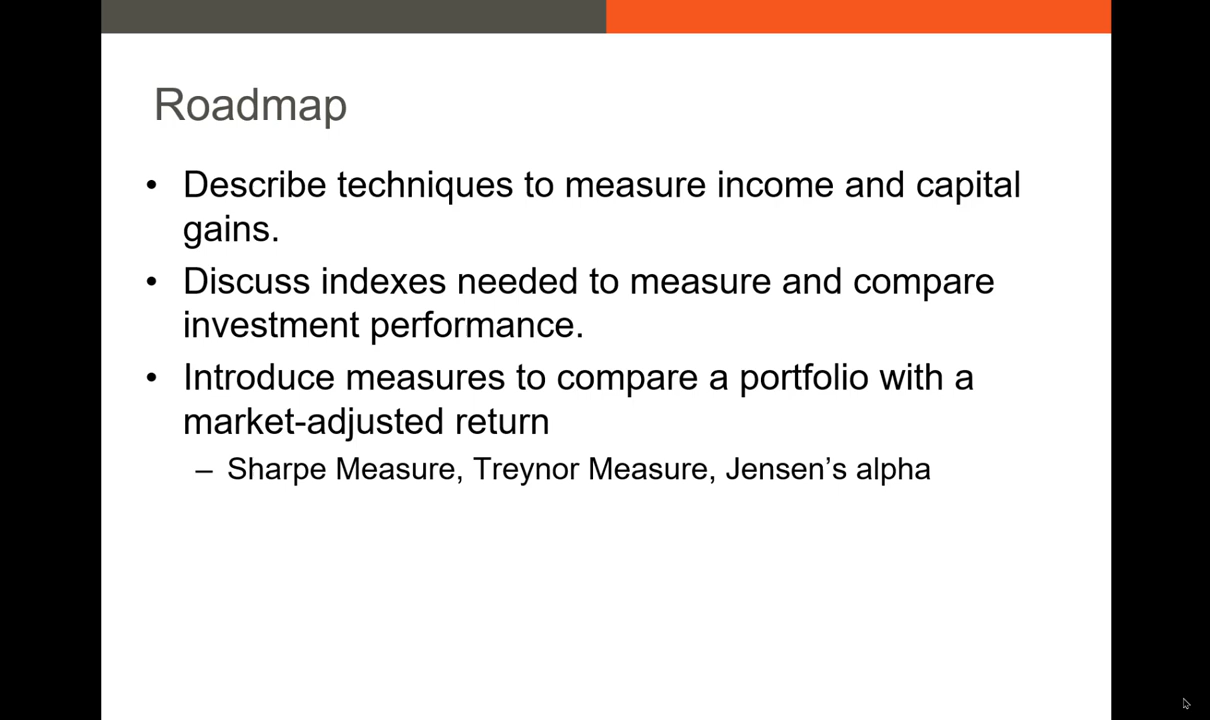 Roadmap
• Describe techniques to measure income and capital
gains.
• Discuss indexes needed to measure and compare
investment performance.
• Introduce measures to compare a portfolio with a
market-adjusted return
– Sharpe Measure, Treynor Measure, Jensen’s alpha